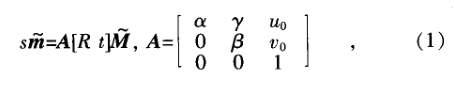 s m̃ = A[R t]M̃, A = [ α γ u₀
0 β v₀
0 0 1 ] , (1)